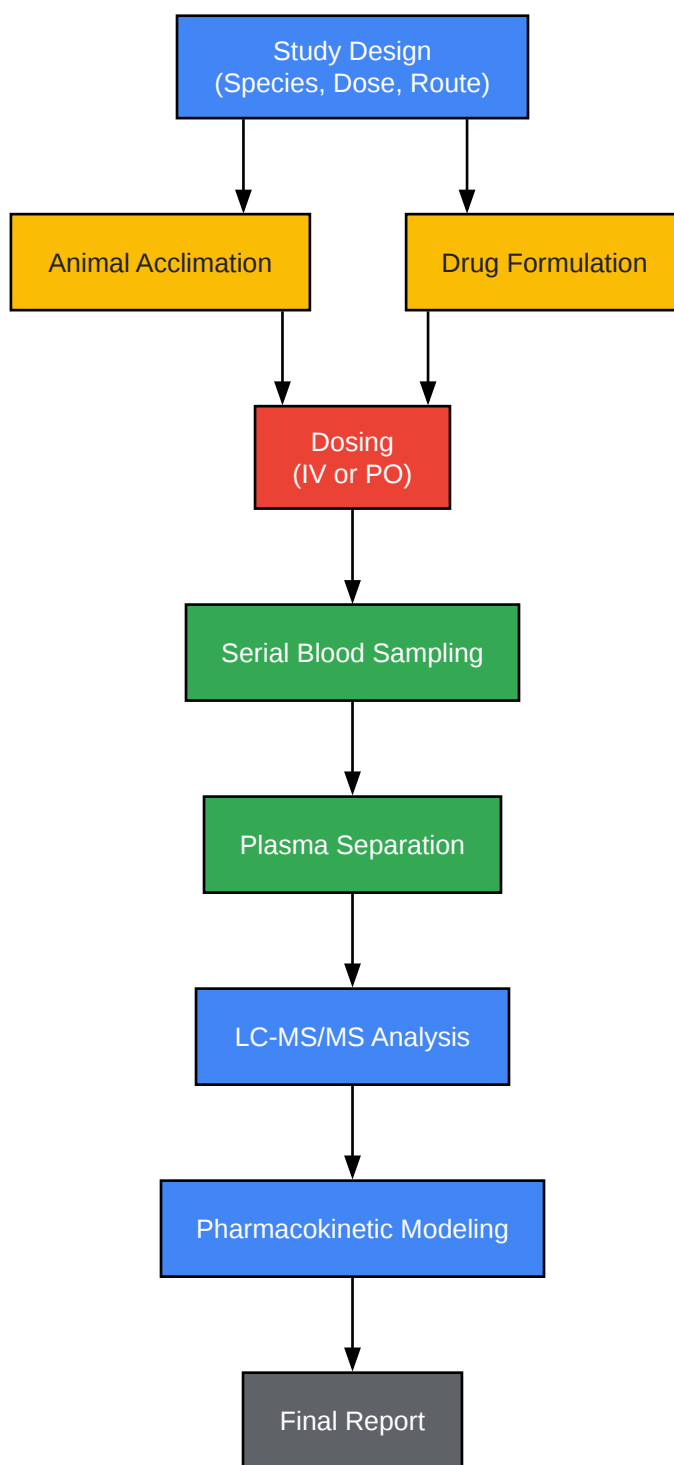 Study Design
(Species, Dose, Route)
Animal Acclimation
Drug Formulation
Dosing
(IV or PO)
Serial Blood Sampling
Plasma Separation
LC-MS/MS Analysis
Pharmacokinetic Modeling
Final Report